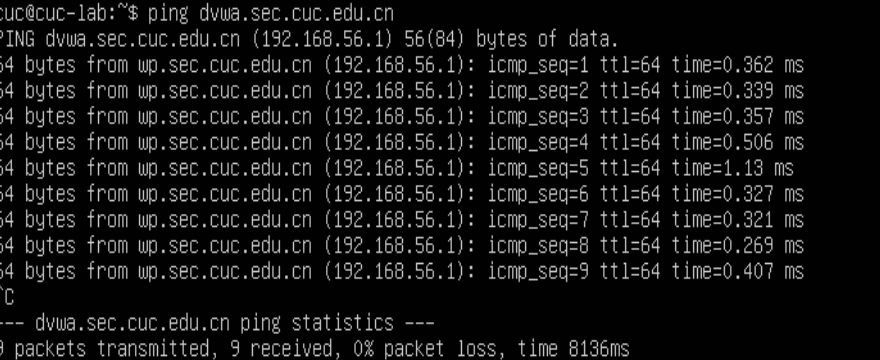 cuc@cuc-lab:~$ ping dvwa.sec.cuc.edu.cn
PING dvwa.sec.cuc.edu.cn (192.168.56.1) 56(84) bytes of data.
64 bytes from wp.sec.cuc.edu.cn (192.168.56.1): icmp_seq=1 ttl=64 time=0.362 ms
64 bytes from wp.sec.cuc.edu.cn (192.168.56.1): icmp_seq=2 ttl=64 time=0.339 ms
64 bytes from wp.sec.cuc.edu.cn (192.168.56.1): icmp_seq=3 ttl=64 time=0.357 ms
64 bytes from wp.sec.cuc.edu.cn (192.168.56.1): icmp_seq=4 ttl=64 time=0.506 ms
64 bytes from wp.sec.cuc.edu.cn (192.168.56.1): icmp_seq=5 ttl=64 time=1.13 ms
64 bytes from wp.sec.cuc.edu.cn (192.168.56.1): icmp_seq=6 ttl=64 time=0.327 ms
64 bytes from wp.sec.cuc.edu.cn (192.168.56.1): icmp_seq=7 ttl=64 time=0.321 ms
64 bytes from wp.sec.cuc.edu.cn (192.168.56.1): icmp_seq=8 ttl=64 time=0.269 ms
64 bytes from wp.sec.cuc.edu.cn (192.168.56.1): icmp_seq=9 ttl=64 time=0.407 ms
^C
--- dvwa.sec.cuc.edu.cn ping statistics ---
9 packets transmitted, 9 received, 0% packet loss, time 8136ms